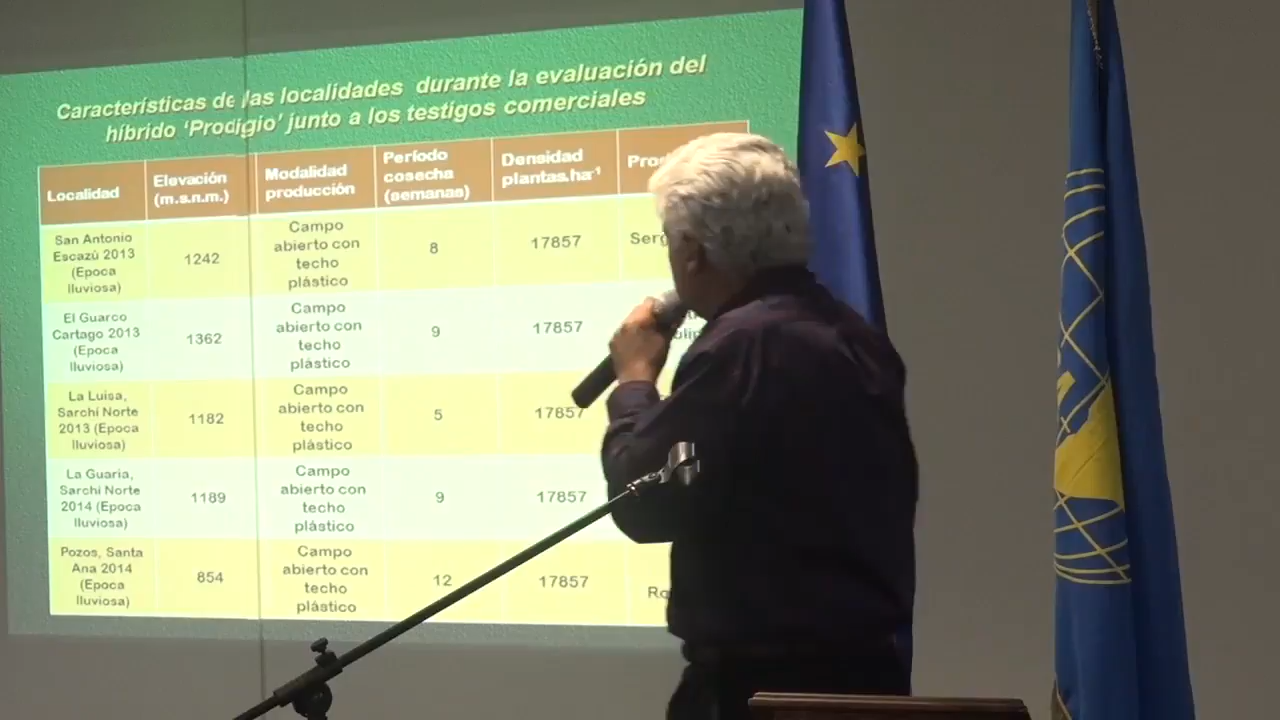 Características de las localidades durante la evaluación del
híbrido ‘Prodigio’ junto a los testigos comerciales
Localidad
Elevación
(m.s.n.m.)
Modalidad
producción
Período
cosecha
(semanas)
Densidad
plantas.ha⁻¹
San Antonio
Escazú 2013
(Epoca
lluviosa)
1242
Campo
abierto con
techo
plástico
8
17857
El Guarco
Cartago 2013
(Epoca
lluviosa)
1362
Campo
abierto con
techo
plástico
9
17857
La Luisa,
Sarchí Norte
2013 (Epoca
lluviosa)
1182
Campo
abierto con
techo
plástico
5
17857
La Guaria,
Sarchí Norte
2014 (Epoca
lluviosa)
1189
Campo
abierto con
techo
plástico
9
17857
Pozos, Santa
Ana 2014
(Epoca
lluviosa)
854
Campo
abierto con
techo
plástico
12
17857